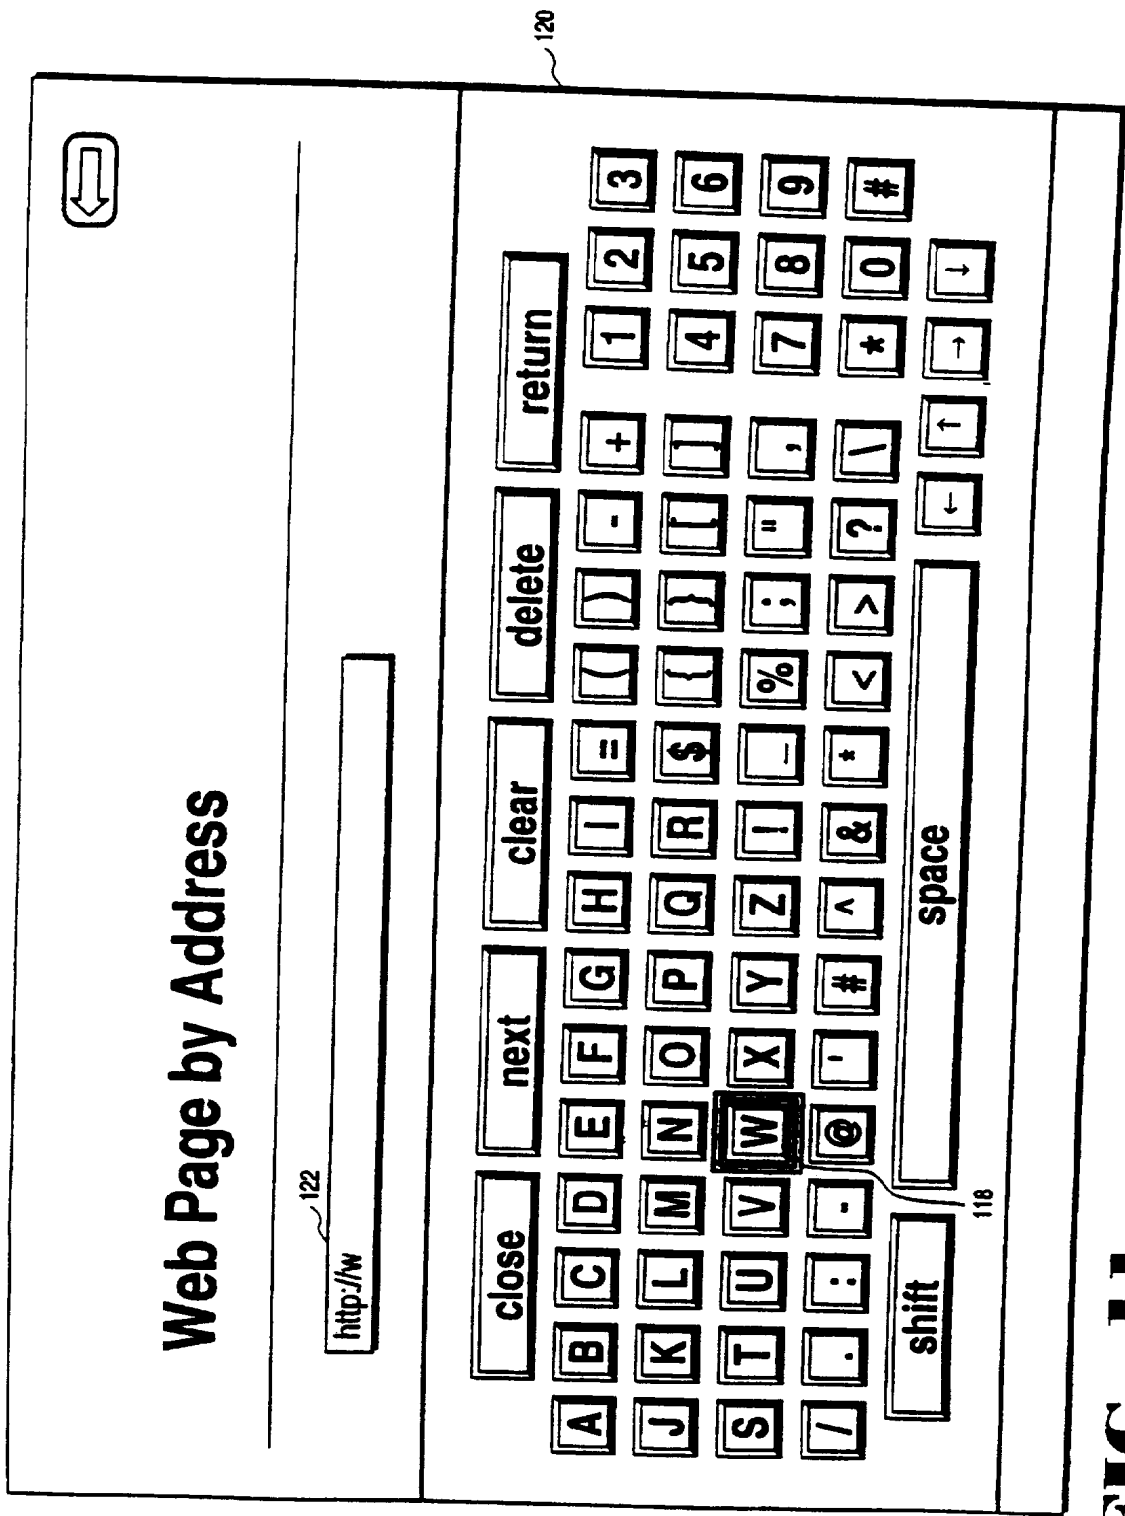 120
Web Page by Address
122
http://w
close next clear delete return
A B C D E F G H I = ( ) - + 1 2 3
J K L M N O P Q R $ { } [ ] 4 5 6
S T U V W X Y Z ! _ % ; " , 7 8 9
/ . : - @ ' # ^ & * < > ? \ * 0 #
shift space
118